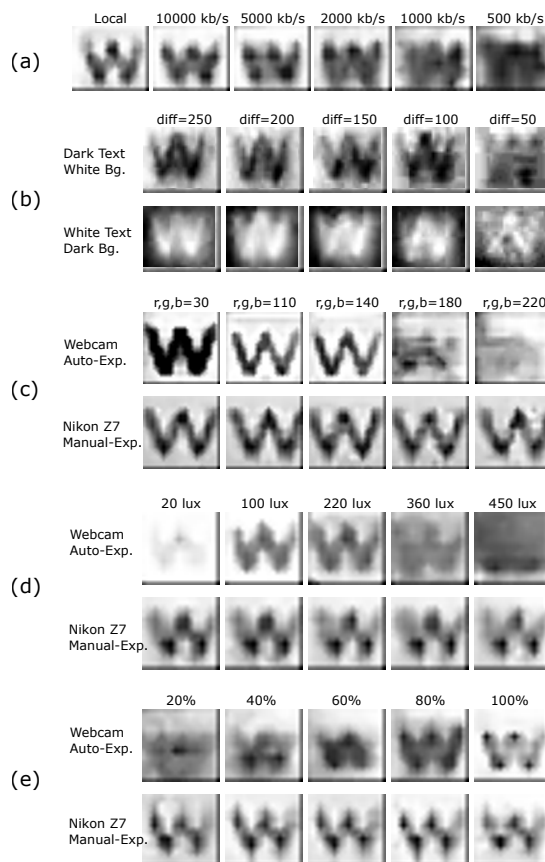 Local 10000 kb/s 5000 kb/s 2000 kb/s 1000 kb/s 500 kb/s
(a)
W W W W
diff=250 diff=200 diff=150 diff=100 diff=50
Dark Text
White Bg.
W W W W
(b)
White Text
Dark Bg.
W W W W
r,g,b=30 r,g,b=110 r,g,b=140 r,g,b=180 r,g,b=220
Webcam
Auto-Exp.
W W W
(c)
Nikon Z7
Manual-Exp.
W W W W W
20 lux 100 lux 220 lux 360 lux 450 lux
Webcam
Auto-Exp.
W W W W
(d)
Nikon Z7
Manual-Exp.
W W W W W
20% 40% 60% 80% 100%
Webcam
Auto-Exp.
W W W
(e)
Nikon Z7
Manual-Exp.
W W W W W